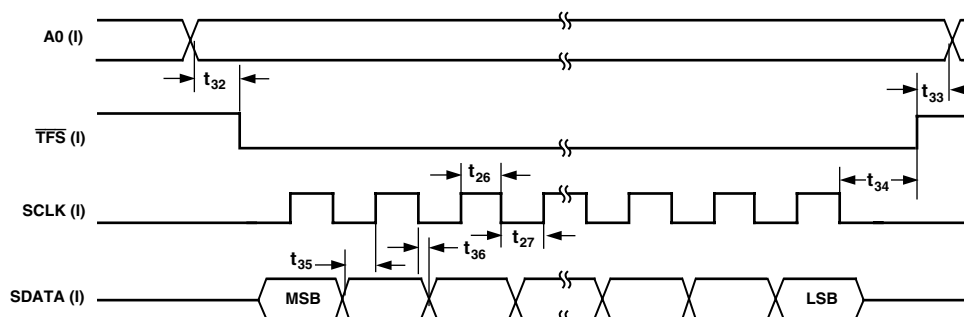 A0 (I)
t32
t33
TFS (I)
t26
t34
SCLK (I)
t27
t36
t35
SDATA (I)
MSB
LSB